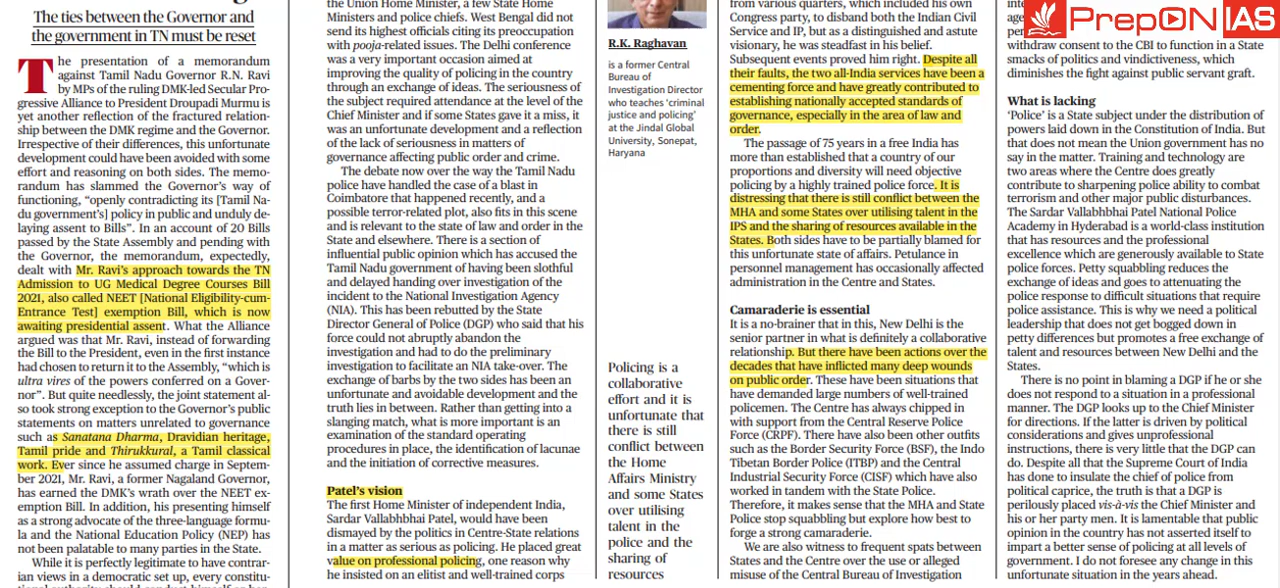 The ties between the Governor and
the government in TN must be reset
The presentation of a memorandum
against Tamil Nadu Governor R.N. Ravi
by MPs of the ruling DMK-led Secular Pro-
gressive Alliance to President Droupadi Murmu is
yet another reflection of the fractured relation-
ship between the DMK regime and the Governor.
Irrespective of their differences, this unfortunate
development could have been avoided with some
effort and reasoning on both sides. The memo-
randum has slammed the Governor’s way of
functioning, “openly contradicting its [Tamil Na-
du government’s] policy in public and unduly de-
laying assent to Bills”. In an account of 20 Bills
passed by the State Assembly and pending with
the Governor, the memorandum, expectedly,
dealt with Mr. Ravi’s approach towards the TN
Admission to UG Medical Degree Courses Bill
2021, also called NEET [National Eligibility-cum-
Entrance Test] exemption Bill, which is now
awaiting presidential assent. What the Alliance
argued was that Mr. Ravi, instead of forwarding
the Bill to the President, even in the first instance
had chosen to return it to the Assembly, “which is
ultra vires of the powers conferred on a Gover-
nor”. But quite needlessly, the joint statement al-
so took strong exception to the Governor’s public
statements on matters unrelated to governance
such as Sanatana Dharma, Dravidian heritage,
Tamil pride and Thirukkural, a Tamil classical
work. Ever since he assumed charge in Septem-
ber 2021, Mr. Ravi, a former Nagaland Governor,
has earned the DMK’s wrath over the NEET ex-
emption Bill. In addition, his presenting himself
as a strong advocate of the three-language formu-
la and the National Education Policy (NEP) has
not been palatable to many parties in the State.
While it is perfectly legitimate to have contrar-
ian views in a democratic set up, every constitu-
the Union Home Minister, a few State Home
Ministers and police chiefs. West Bengal did not
send its highest officials citing its preoccupation
with pooja-related issues. The Delhi conference
was a very important occasion aimed at
improving the quality of policing in the country
through an exchange of ideas. The seriousness of
the subject required attendance at the level of the
Chief Minister and if some States gave it a miss, it
was an unfortunate development and a reflection
of the lack of seriousness in matters of
governance affecting public order and crime.
The debate now over the way the Tamil Nadu
police have handled the case of a blast in
Coimbatore that happened recently, and a
possible terror-related plot, also fits in this scene
and is relevant to the state of law and order in the
State and elsewhere. There is a section of
influential public opinion which has accused the
Tamil Nadu government of having been slothful
and delayed handing over investigation of the
incident to the National Investigation Agency
(NIA). This has been rebutted by the State
Director General of Police (DGP) who said that his
force could not abruptly abandon the
investigation and had to do the preliminary
investigation to facilitate an NIA take-over. The
exchange of barbs by the two sides has been an
unfortunate and avoidable development and the
truth lies in between. Rather than getting into a
slanging match, what is more important is an
examination of the standard operating
procedures in place, the identification of lacunae
and the initiation of corrective measures.
Patel’s vision
The first Home Minister of independent India,
Sardar Vallabhbhai Patel, would have been
dismayed by the politics in Centre-State relations
in a matter as serious as policing. He placed great
value on professional policing, one reason why
he insisted on an elitist and well-trained corps
R.K. Raghavan
is a former Central
Bureau of
Investigation Director
who teaches ‘criminal
justice and policing’
at the Jindal Global
University, Sonepat,
Haryana
Policing is a
collaborative
effort and it is
unfortunate that
there is still
conflict between
the Home
Affairs Ministry
and some States
over utilising
talent in the
police and the
sharing of
resources
from various quarters, which included his own
Congress party, to disband both the Indian Civil
Service and IP, but as a distinguished and astute
visionary, he was steadfast in his belief.
Subsequent events proved him right. Despite all
their faults, the two all-India services have been a
cementing force and have greatly contributed to
establishing nationally accepted standards of
governance, especially in the area of law and
order.
The passage of 75 years in a free India has
more than established that a country of our
proportions and diversity will need objective
policing by a highly trained police force. It is
distressing that there is still conflict between the
MHA and some States over utilising talent in the
IPS and the sharing of resources available in the
States. Both sides have to be partially blamed for
this unfortunate state of affairs. Petulance in
personnel management has occasionally affected
administration in the Centre and States.
Camaraderie is essential
It is a no-brainer that in this, New Delhi is the
senior partner in what is definitely a collaborative
relationship. But there have been actions over the
decades that have inflicted many deep wounds
on public order. These have been situations that
have demanded large numbers of well-trained
policemen. The Centre has always chipped in
with support from the Central Reserve Police
Force (CRPF). There have also been other outfits
such as the Border Security Force (BSF), the Indo
Tibetan Border Police (ITBP) and the Central
Industrial Security Force (CISF) which have also
worked in tandem with the State Police.
Therefore, it makes sense that the MHA and State
Police stop squabbling but explore how best to
forge a strong camaraderie.
We are also witness to frequent spats between
States and the Centre over the use or alleged
misuse of the Central Bureau of Investigation
PrepON IAS
withdraw consent to the CBI to function in a State
smacks of politics and vindictiveness, which
diminishes the fight against public servant graft.
What is lacking
‘Police’ is a State subject under the distribution of
powers laid down in the Constitution of India. But
that does not mean the Union government has no
say in the matter. Training and technology are
two areas where the Centre does greatly
contribute to sharpening police ability to combat
terrorism and other major public disturbances.
The Sardar Vallabhbhai Patel National Police
Academy in Hyderabad is a world-class institution
that has resources and the professional
excellence which are generously available to State
police forces. Petty squabbling reduces the
exchange of ideas and goes to attenuating the
police response to difficult situations that require
police assistance. This is why we need a political
leadership that does not get bogged down in
petty differences but promotes a free exchange of
talent and resources between New Delhi and the
States.
There is no point in blaming a DGP if he or she
does not respond to a situation in a professional
manner. The DGP looks up to the Chief Minister
for directions. If the latter is driven by political
considerations and gives unprofessional
instructions, there is very little that the DGP can
do. Despite all that the Supreme Court of India
has done to insulate the chief of police from
political caprice, the truth is that a DGP is
perilously placed vis-à-vis the Chief Minister and
his or her party men. It is lamentable that public
opinion in the country has not asserted itself to
impart a better sense of policing at all levels of
government. I do not foresee any change in this
unfortunate situation in the years ahead.